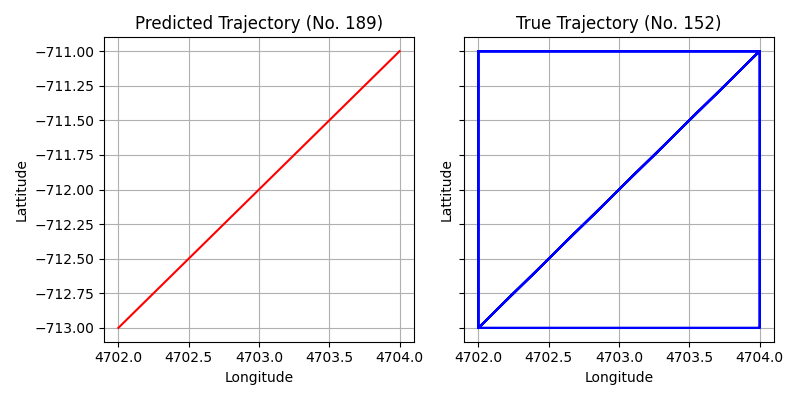 Predicted Trajectory (No. 189)
True Trajectory (No. 152)
−711.00
−711.25
−711.50
−711.75
−712.00
−712.25
−712.50
−712.75
−713.00
Lattitude
Lattitude
4702.0 4702.5 4703.0 4703.5 4704.0
4702.0 4702.5 4703.0 4703.5 4704.0
Longitude
Longitude